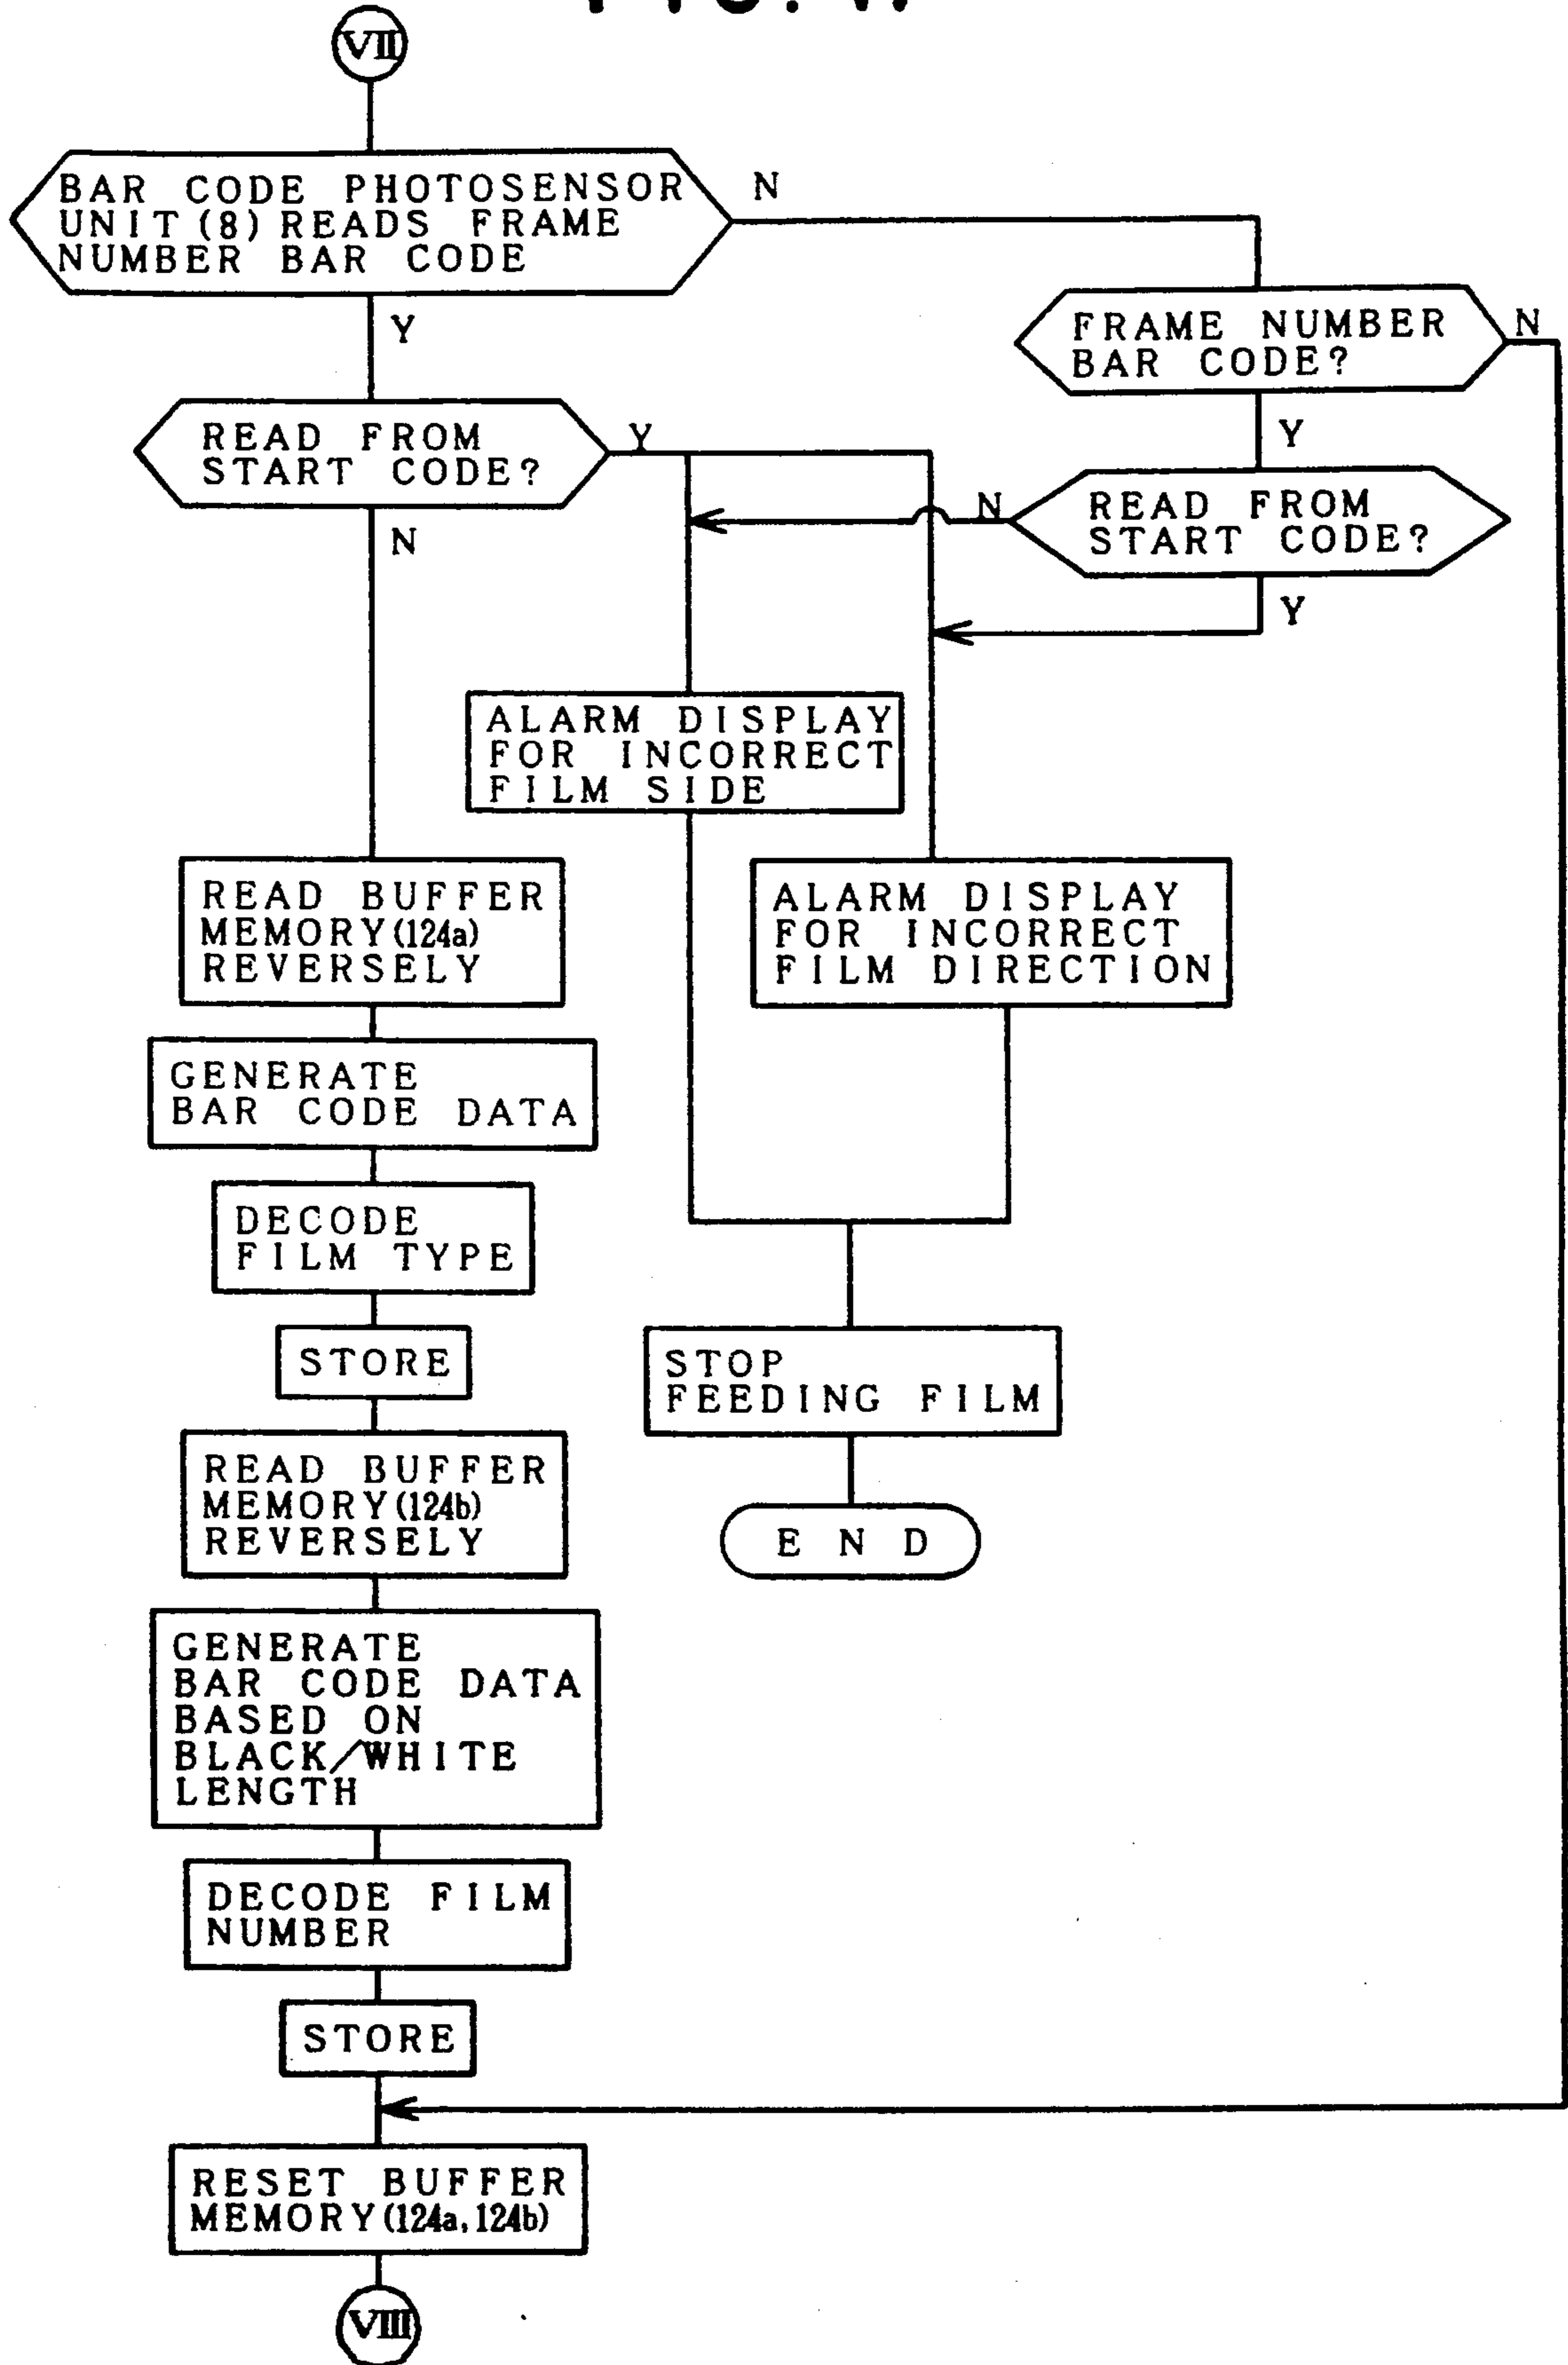 VII
BAR CODE PHOTOSENSOR
UNIT(8) READS FRAME
NUMBER BAR CODE
N
Y
FRAME NUMBER
BAR CODE?
N
Y
READ FROM
START CODE?
Y
N
READ FROM
START CODE?
N
Y
ALARM DISPLAY
FOR INCORRECT
FILM SIDE
ALARM DISPLAY
FOR INCORRECT
FILM DIRECTION
READ BUFFER
MEMORY(124a)
REVERSELY
GENERATE
BAR CODE DATA
DECODE
FILM TYPE
STORE
STOP
FEEDING FILM
END
READ BUFFER
MEMORY(124b)
REVERSELY
GENERATE
BAR CODE DATA
BASED ON
BLACK/WHITE
LENGTH
DECODE FILM
NUMBER
STORE
RESET BUFFER
MEMORY(124a,124b)
VIII